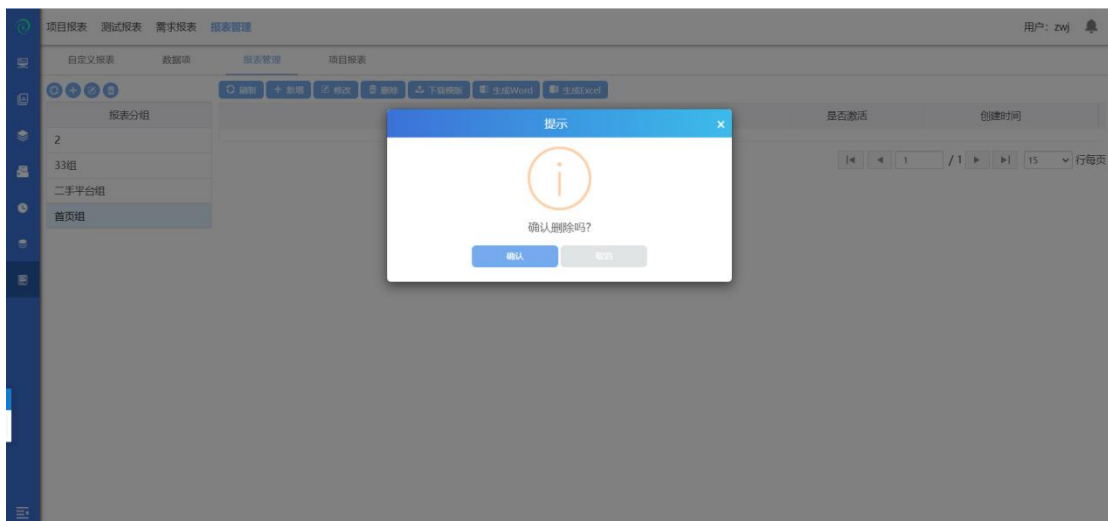 项目报表 测试报表 需求报表 报表管理 用户：zwj
自定义报表 数据项 报表管理 项目报表
刷新 新增 修改 删除 下载模版 生成Word 生成Excel
报表分组 是否激活 创建时间
2
33组
二手平台组
首页组
提示 ×
确认删除吗?
确认 取消
1 / 1 15 行每页